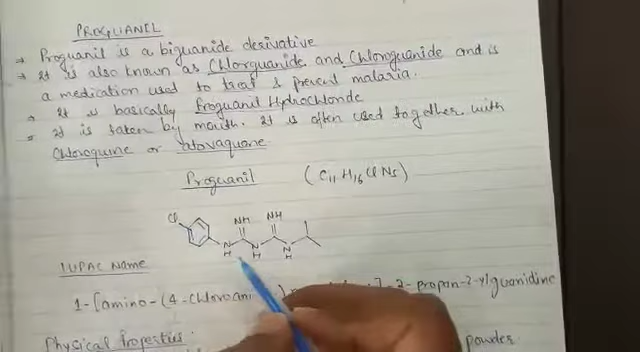 PROGUANIL
→ Proguanil is a biguanide derivative
→ It is also known as Chlorguanide and Chloroguanide and is
a medication used to treat & prevent malaria.
→ It is basically Proguanil Hydrochloride
→ It is taken by mouth. It is often used together with
Chloroquine or atovaquone
Proguanil (C11 H16 Cl N5)
Cl NH NH
N H N H N H
IUPAC Name
1-[amino-(4-chloroani -2-propan-2-ylguanidine
Physical Properties:
powder.